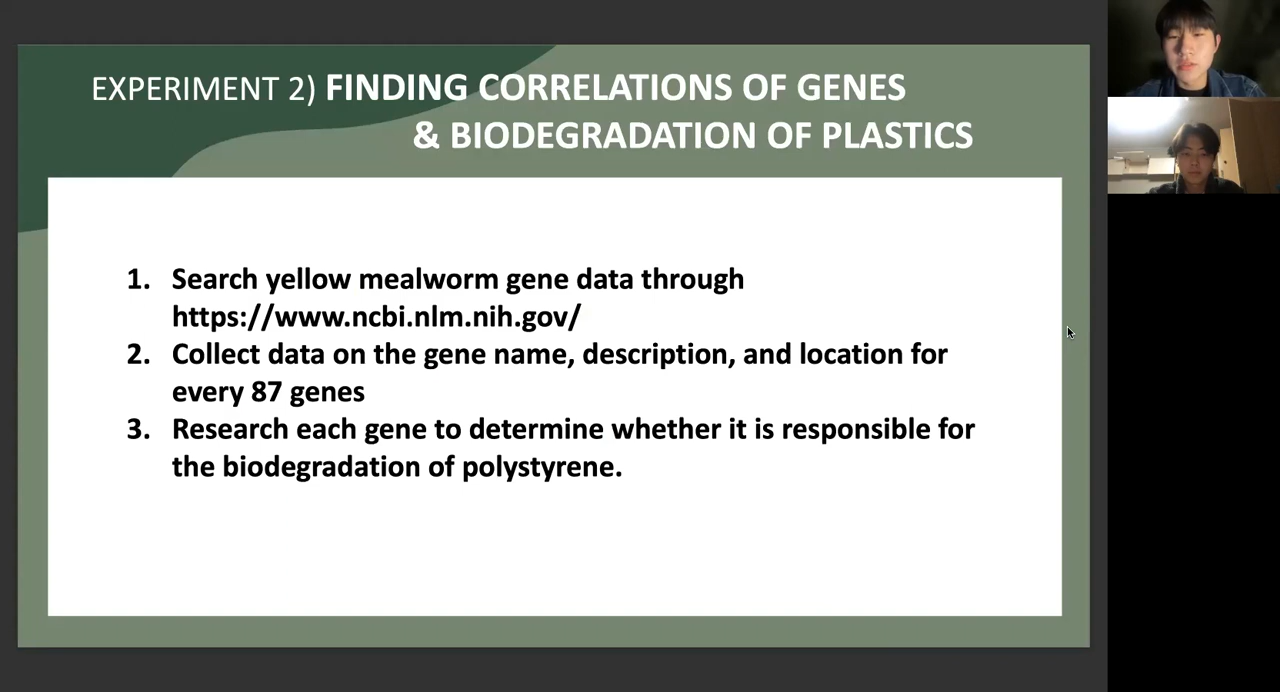 EXPERIMENT 2) FINDING CORRELATIONS OF GENES
& BIODEGRADATION OF PLASTICS
1. Search yellow mealworm gene data through
https://www.ncbi.nlm.nih.gov/
2. Collect data on the gene name, description, and location for
every 87 genes
3. Research each gene to determine whether it is responsible for
the biodegradation of polystyrene.